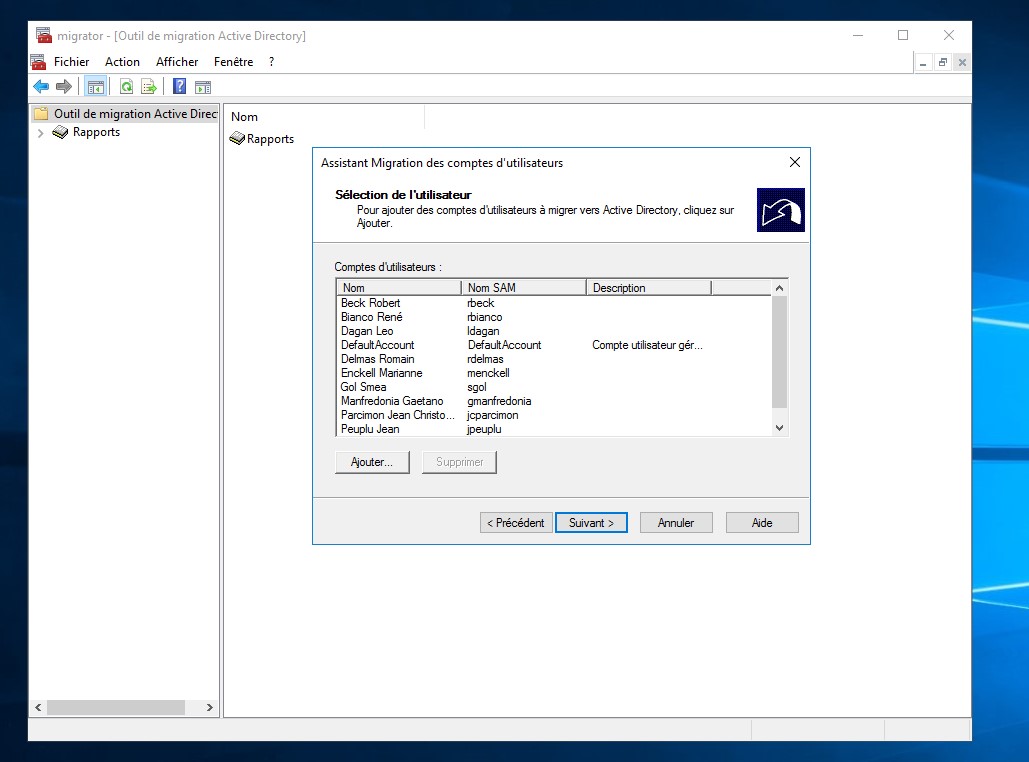 migrator - [Outil de migration Active Directory]
Fichier Action Afficher Fenêtre ?
Outil de migration Active Direc
Rapports
Nom
Rapports
Assistant Migration des comptes d'utilisateurs
Sélection de l'utilisateur
Pour ajouter des comptes d'utilisateurs à migrer vers Active Directory, cliquez sur
Ajouter.
Comptes d'utilisateurs :
Nom Nom SAM Description
Beck Robert rbeck
Bianco René rbianco
Dagan Leo ldagan
DefaultAccount DefaultAccount Compte utilisateur gér...
Delmas Romain rdelmas
Enckell Marianne menckell
Gol Smea sgol
Manfredonia Gaetano gmanfredonia
Parcimon Jean Christo... jcparcimon
Peuplu Jean jpeuplu
Ajouter... Supprimer
< Précédent Suivant > Annuler Aide